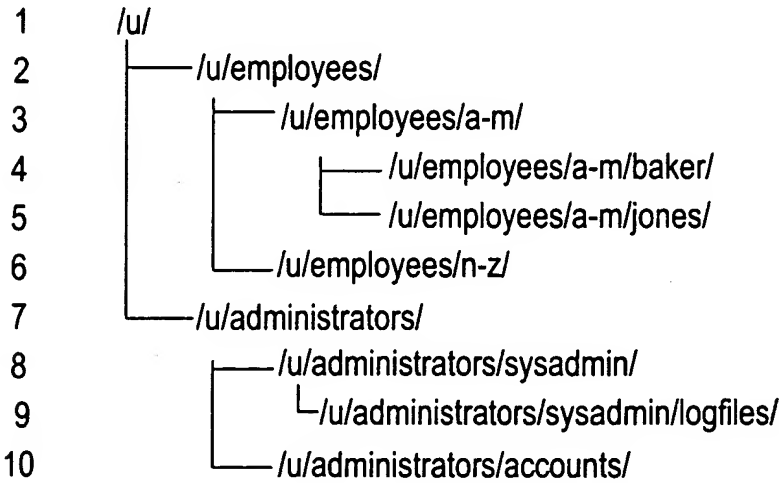 1 /u/
2 /u/employees/
3 /u/employees/a-m/
4 /u/employees/a-m/baker/
5 /u/employees/a-m/jones/
6 /u/employees/n-z/
7 /u/administrators/
8 /u/administrators/sysadmin/
9 /u/administrators/sysadmin/logfiles/
10 /u/administrators/accounts/